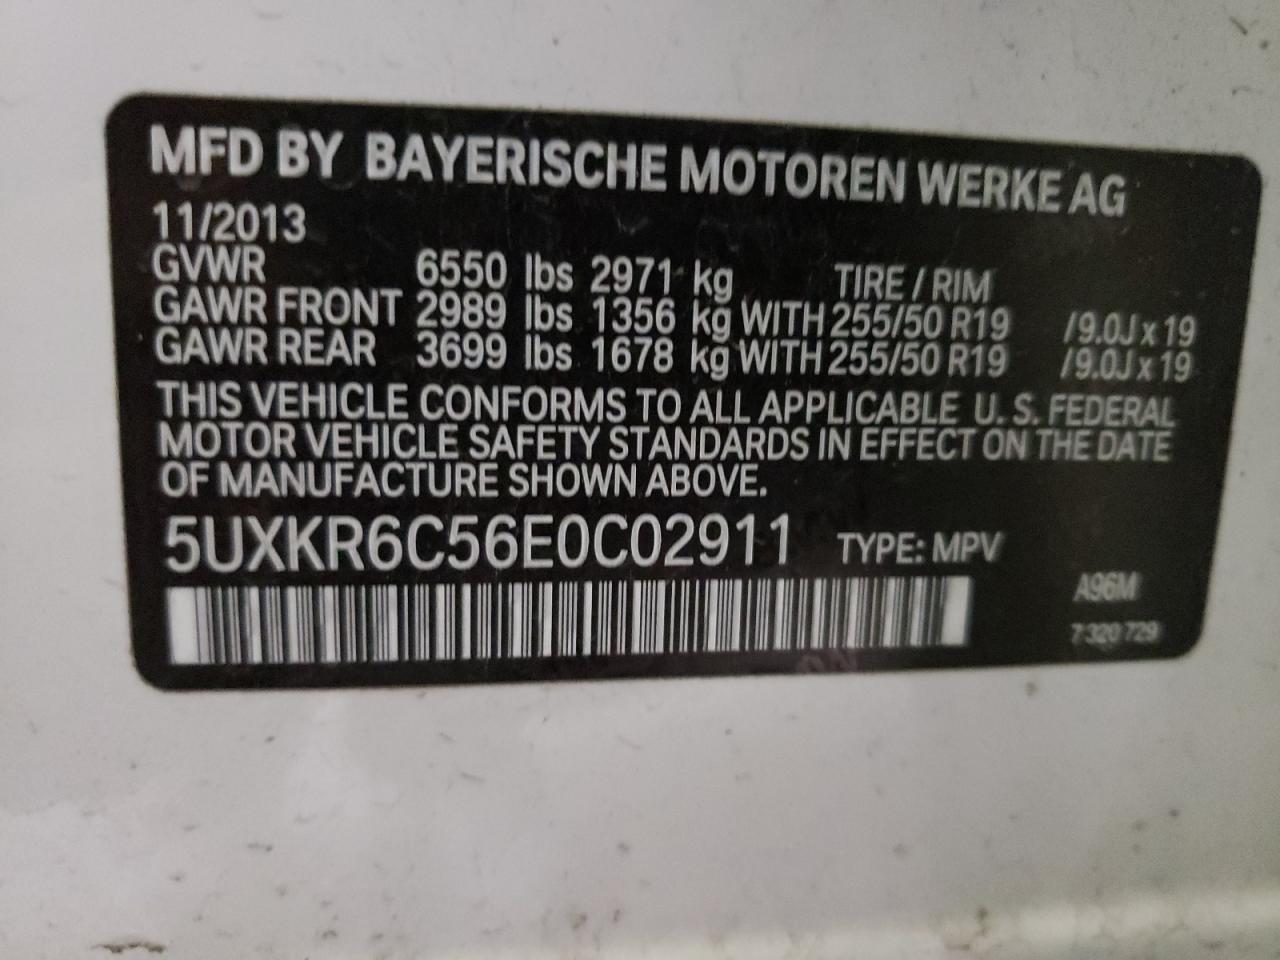 MFD BY BAYERISCHE MOTOREN WERKE AG
11/2013
GVWR 6550 lbs 2971 kg TIRE / RIM
GAWR FRONT 2989 lbs 1356 kg WITH 255/50 R19 /9.0J x 19
GAWR REAR 3699 lbs 1678 kg WITH 255/50 R19 /9.0J x 19
THIS VEHICLE CONFORMS TO ALL APPLICABLE U. S. FEDERAL
MOTOR VEHICLE SAFETY STANDARDS IN EFFECT ON THE DATE
OF MANUFACTURE SHOWN ABOVE.
5UXKR6C56E0C02911 TYPE: MPV
A96M
7 320 729